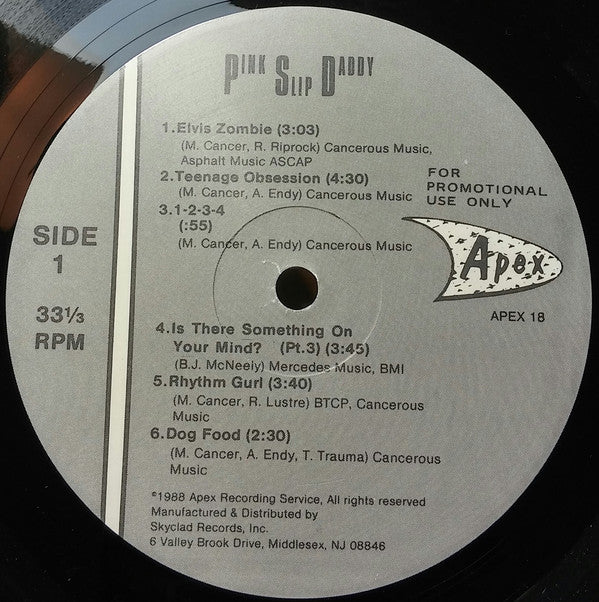 PINK SLIP DADDY
1.Elvis Zombie (3:03)
(M. Cancer, R. Riprock) Cancerous Music,
Asphalt Music ASCAP
2.Teenage Obsession (4:30)
(M. Cancer, A. Endy) Cancerous Music
3.1-2-3-4
(:55)
(M. Cancer, A. Endy) Cancerous Music
FOR
PROMOTIONAL
USE ONLY
SIDE
1
33⅓
RPM
Apex
APEX 18
4.Is There Something On
Your Mind? (Pt.3) (3:45)
(B.J. McNeely) Mercedes Music, BMI
5.Rhythm Gurl (3:40)
(M. Cancer, R. Lustre) BTCP, Cancerous
Music
6.Dog Food (2:30)
(M. Cancer, A. Endy, T. Trauma) Cancerous
Music
©1988 Apex Recording Service, All rights reserved
Manufactured & Distributed by
Skyclad Records, Inc.
6 Valley Brook Drive, Middlesex, NJ 08846